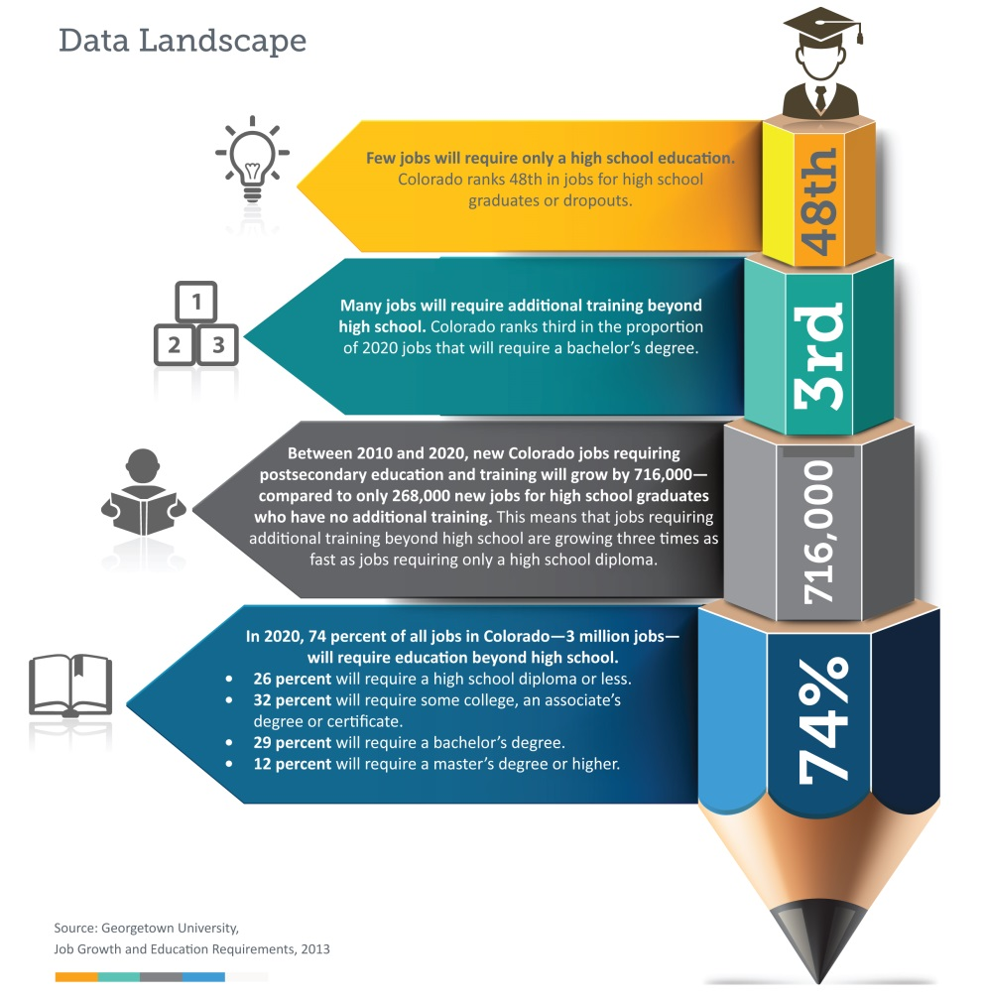 Data Landscape
Few jobs will require only a high school education.
Colorado ranks 48th in jobs for high school
graduates or dropouts.
48th
Many jobs will require additional training beyond
high school. Colorado ranks third in the proportion
of 2020 jobs that will require a bachelor's degree.
1
2 3
3rd
Between 2010 and 2020, new Colorado jobs requiring
postsecondary education and training will grow by 716,000—
compared to only 268,000 new jobs for high school graduates
who have no additional training. This means that jobs requiring
additional training beyond high school are growing three times as
fast as jobs requiring only a high school diploma.
716,000
In 2020, 74 percent of all jobs in Colorado—3 million jobs—
will require education beyond high school.
• 26 percent will require a high school diploma or less.
• 32 percent will require some college, an associate's
degree or certificate.
• 29 percent will require a bachelor's degree.
• 12 percent will require a master's degree or higher.
74%
Source: Georgetown University,
Job Growth and Education Requirements, 2013